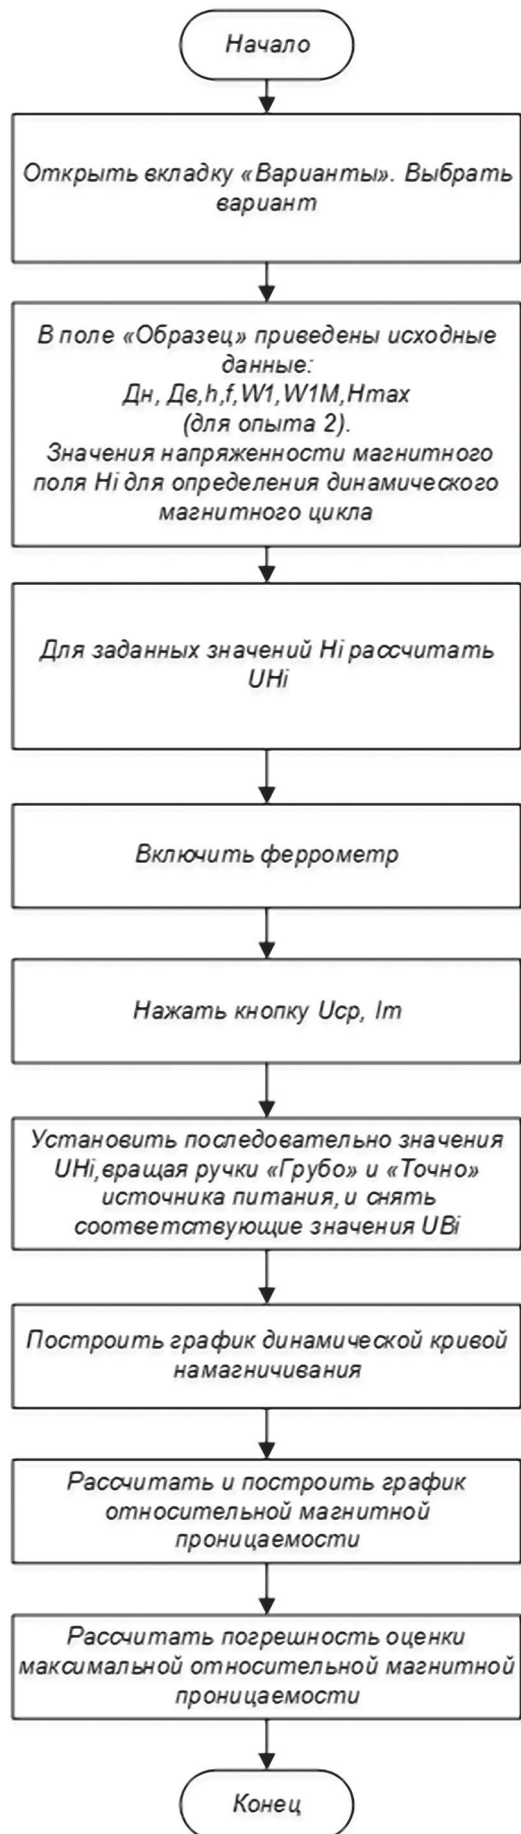 Начало
Открыть вкладку «Варианты». Выбрать
вариант
В поле «Образец» приведены исходные
данные:
Дн, Дв,h,f,W1,W1M,Hmax
(для опыта 2).
Значения напряженности магнитного
поля Hi для определения динамического
магнитного цикла
Для заданных значений Hi рассчитать
UHi
Включить феррометр
Нажать кнопку Uср, Im
Установить последовательно значения
UHi,вращая ручки «Грубо» и «Точно»
источника питания, и снять
соответствующие значения UBi
Построить график динамической кривой
намагничивания
Рассчитать и построить график
относительной магнитной
проницаемости
Рассчитать погрешность оценки
максимальной относительной магнитной
проницаемости
Конец